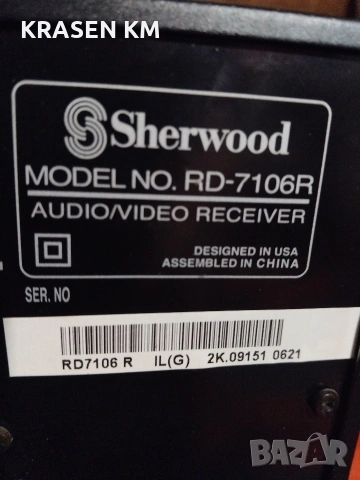 KRASEN KM
Sherwood
MODEL NO. RD-7106R
AUDIO/VIDEO RECEIVER
DESIGNED IN USA
ASSEMBLED IN CHINA
SER. NO
RD7106 R IL(G) 2K.09151 0621
BAZAR